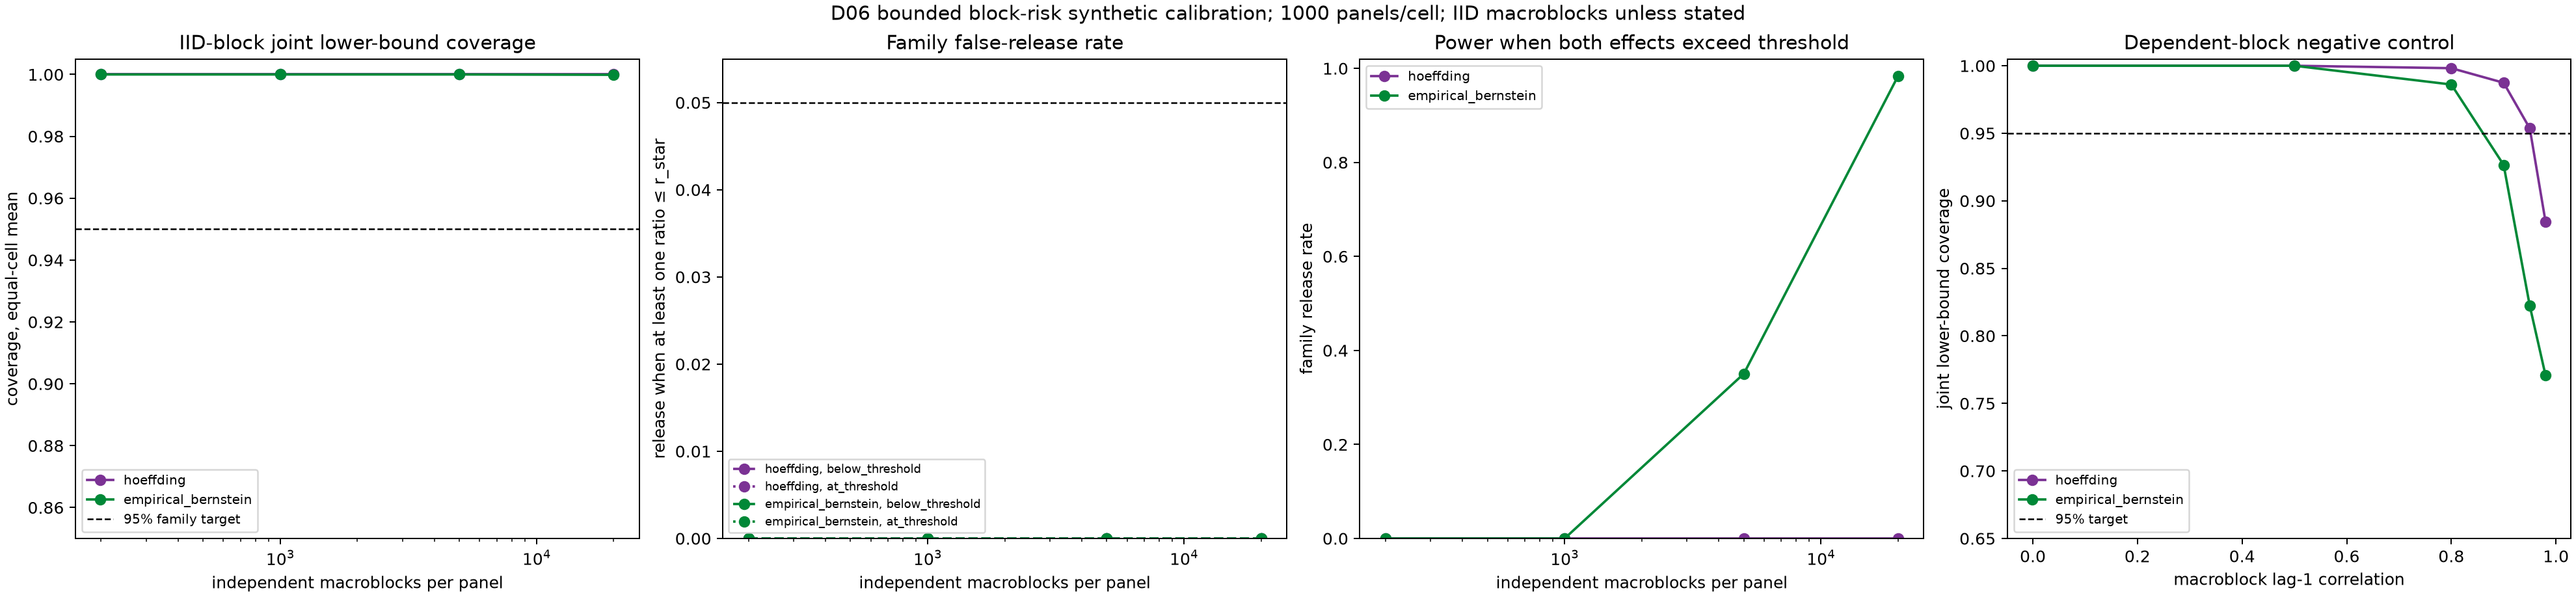 D06 bounded block-risk synthetic calibration; 1000 panels/cell; IID macroblocks unless stated
IID-block joint lower-bound coverage
coverage, equal-cell mean
1.00
0.98
0.96
0.94
0.92
0.90
0.88
0.86
hoeffding
empirical_bernstein
95% family target
10³
10⁴
independent macroblocks per panel
Family false-release rate
release when at least one ratio ≤ r_star
0.05
0.04
0.03
0.02
0.01
0.00
hoeffding, below_threshold
hoeffding, at_threshold
empirical_bernstein, below_threshold
empirical_bernstein, at_threshold
10³
10⁴
independent macroblocks per panel
Power when both effects exceed threshold
family release rate
1.0
0.8
0.6
0.4
0.2
0.0
hoeffding
empirical_bernstein
10³
10⁴
independent macroblocks per panel
Dependent-block negative control
joint lower-bound coverage
1.00
0.95
0.90
0.85
0.80
0.75
0.70
0.65
hoeffding
empirical_bernstein
95% target
0.0
0.2
0.4
0.6
0.8
1.0
macroblock lag-1 correlation